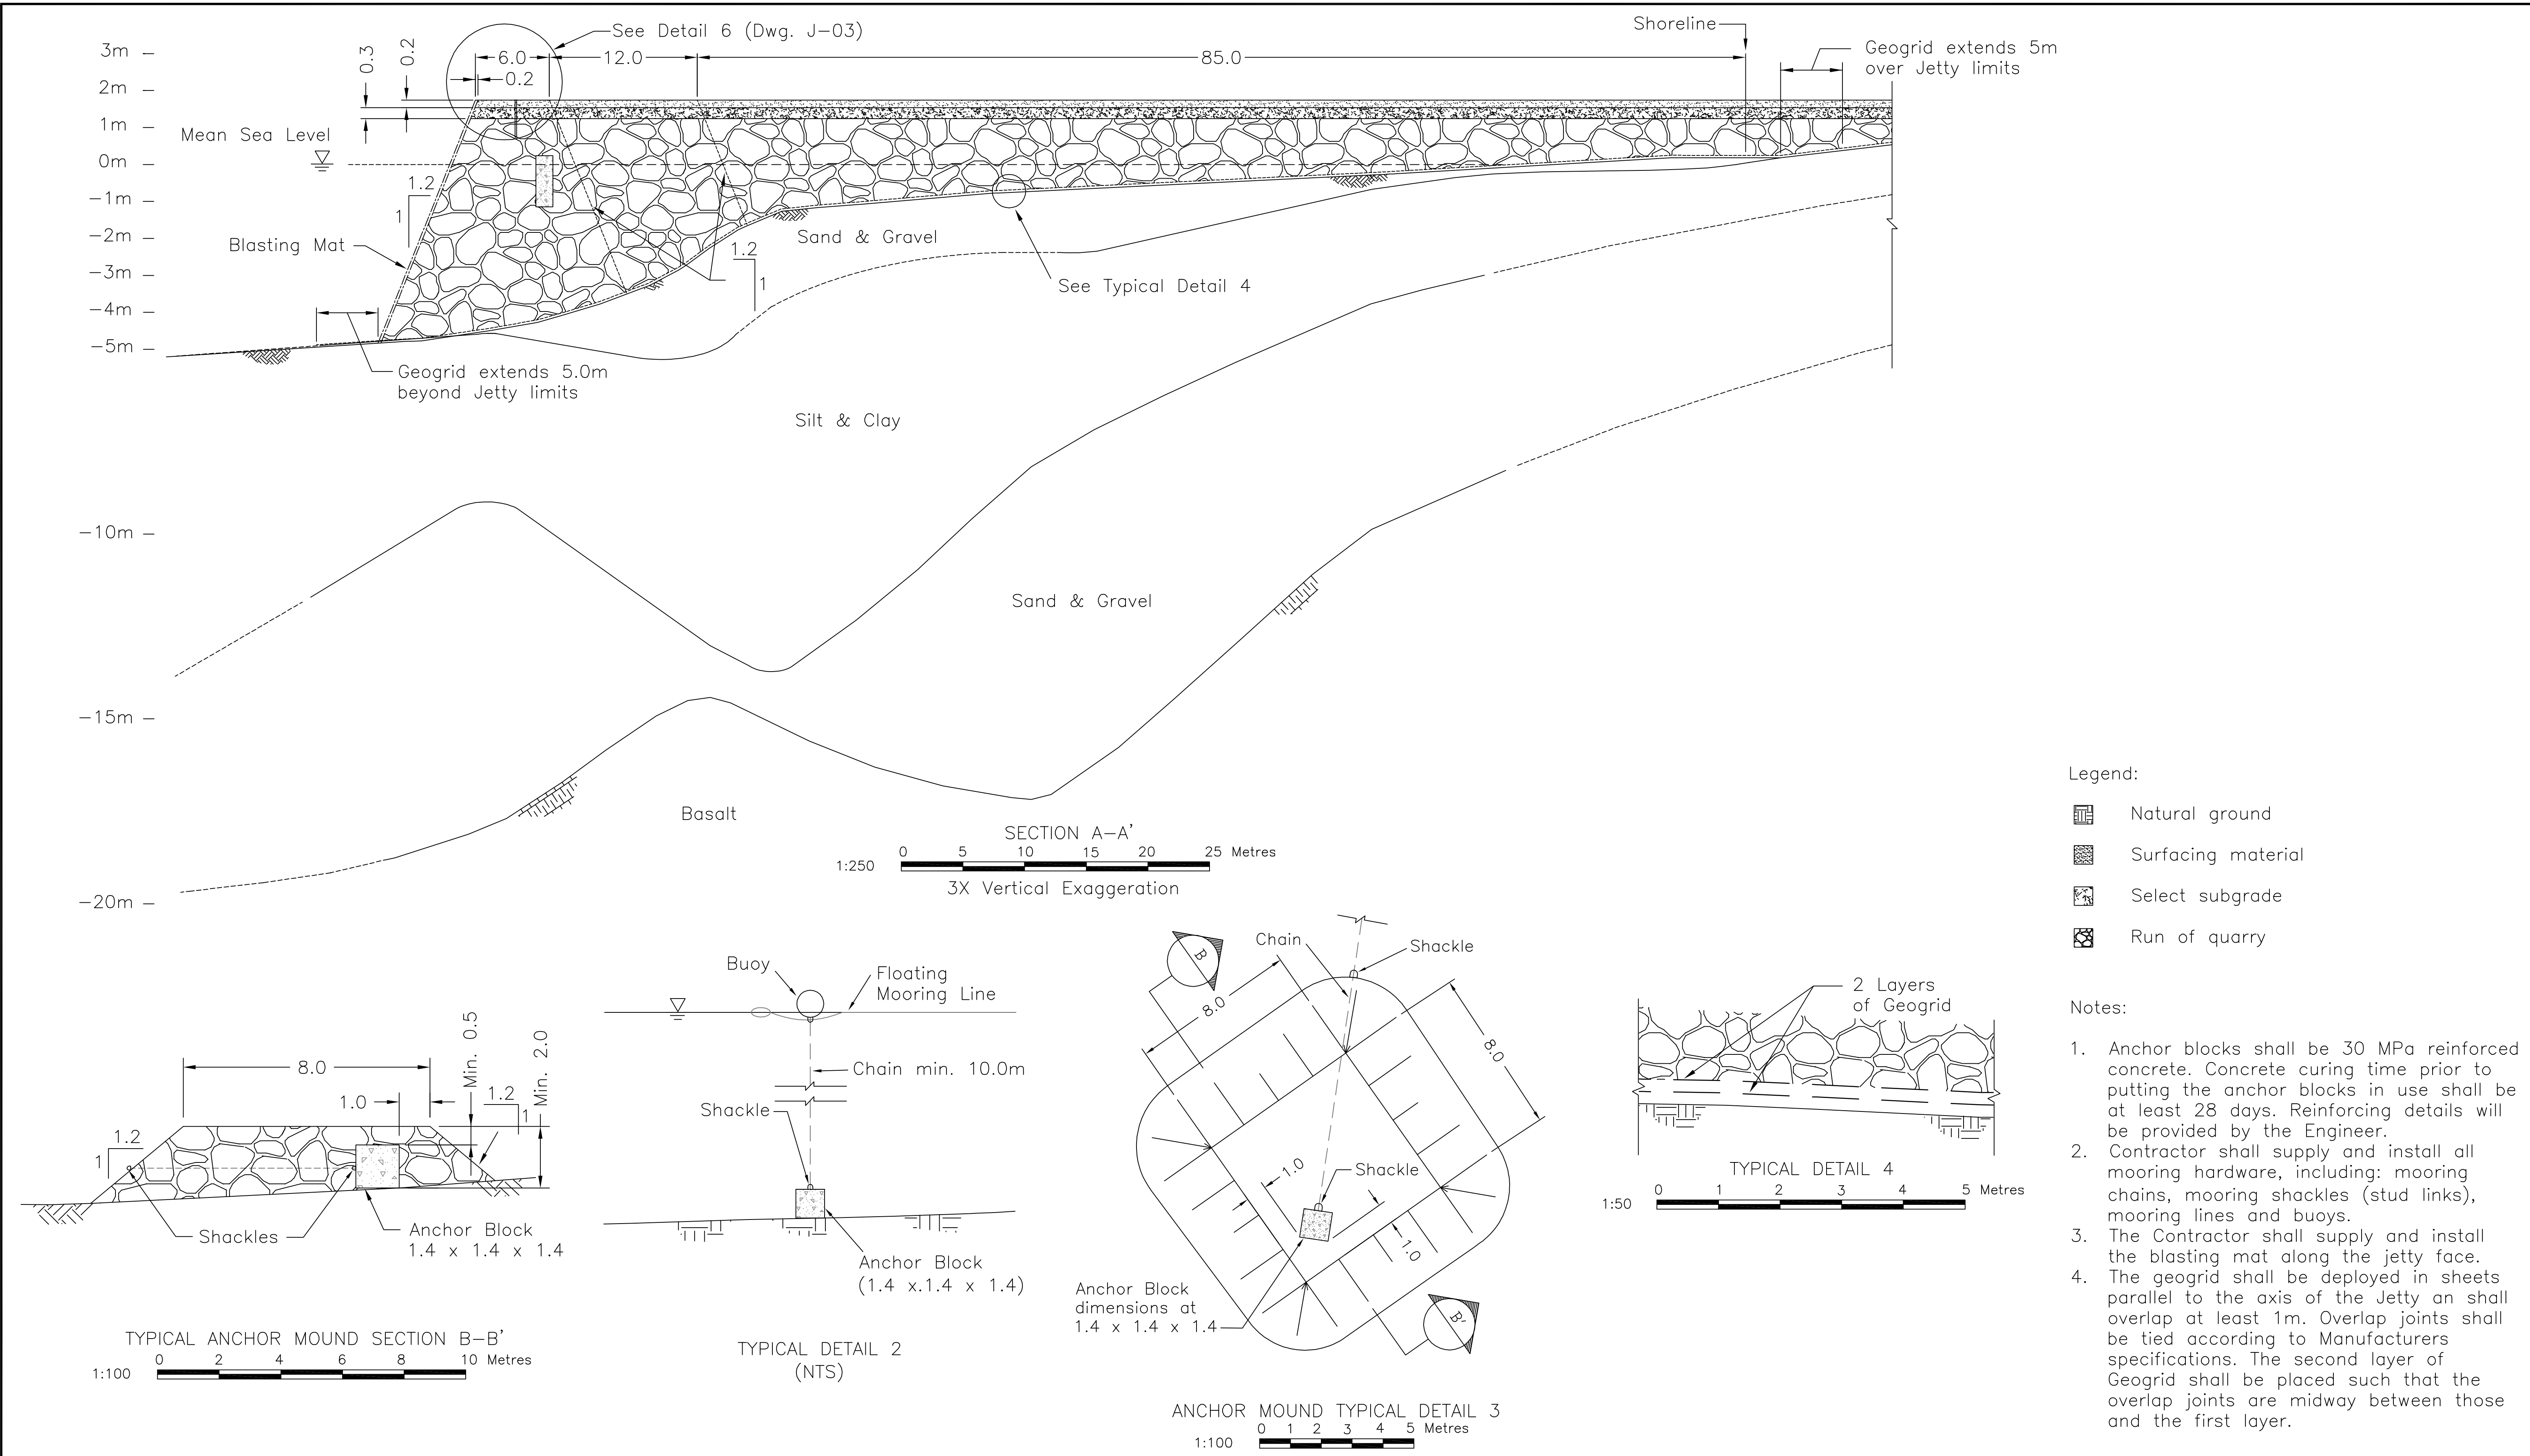 See Detail 6 (Dwg. J-03)
Shoreline
Geogrid extends 5m
over Jetty limits
3m
2m
1m
0m
-1m
-2m
-3m
-4m
-5m
-10m
-15m
-20m
0.3
0.2
6.0
12.0
85.0
0.2
Mean Sea Level
1.2
1
Blasting Mat
Sand & Gravel
1.2
1
See Typical Detail 4
Geogrid extends 5.0m
beyond Jetty limits
Silt & Clay
Sand & Gravel
Basalt
SECTION A-A'
0 5 10 15 20 25 Metres
1:250
3X Vertical Exaggeration
Legend:
Natural ground
Surfacing material
Select subgrade
Run of quarry
Notes:
1. Anchor blocks shall be 30 MPa reinforced
concrete. Concrete curing time prior to
putting the anchor blocks in use shall be
at least 28 days. Reinforcing details will
be provided by the Engineer.
2. Contractor shall supply and install all
mooring hardware, including: mooring
chains, mooring shackles (stud links),
mooring lines and buoys.
3. The Contractor shall supply and install
the blasting mat along the jetty face.
4. The geogrid shall be deployed in sheets
parallel to the axis of the Jetty an shall
overlap at least 1m. Overlap joints shall
be tied according to Manufacturers
specifications. The second layer of
Geogrid shall be placed such that the
overlap joints are midway between those
and the first layer.
8.0
1.0
Min. 0.5
Min. 2.0
1.2
1
1.2
1
Shackles
Anchor Block
1.4 x 1.4 x 1.4
TYPICAL ANCHOR MOUND SECTION B-B'
0 2 4 6 8 10 Metres
1:100
Buoy
Floating
Mooring Line
Chain min. 10.0m
Shackle
Anchor Block
(1.4 x.1.4 x 1.4)
TYPICAL DETAIL 2
(NTS)
B
Chain
Shackle
8.0
8.0
1.0
Shackle
1.0
Anchor Block
dimensions at
1.4 x 1.4 x 1.4
B'
ANCHOR MOUND TYPICAL DETAIL 3
0 1 2 3 4 5 Metres
1:100
2 Layers
of Geogrid
TYPICAL DETAIL 4
0 1 2 3 4 5 Metres
1:50